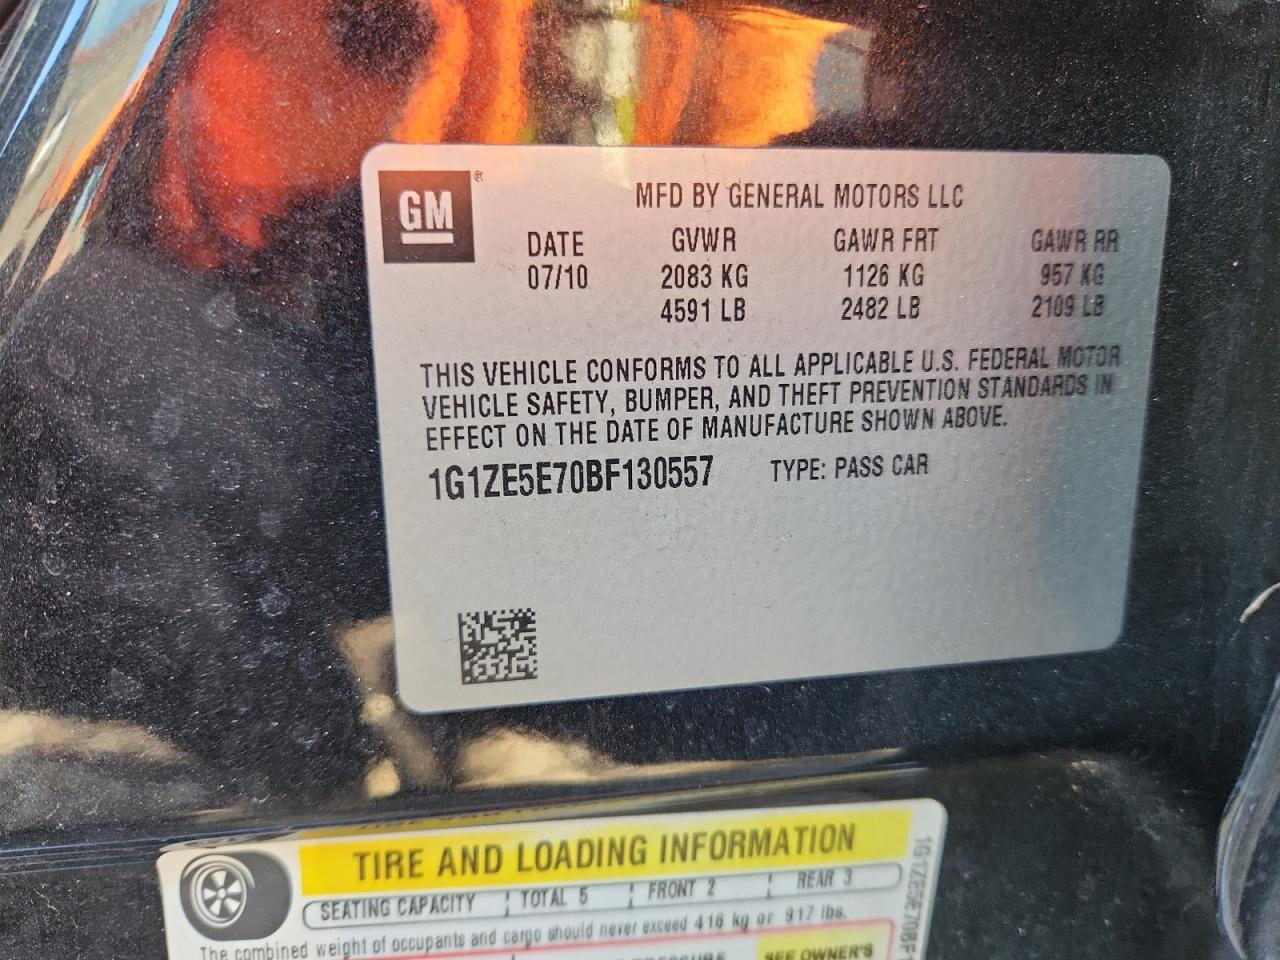 GM ®
MFD BY GENERAL MOTORS LLC
DATE GVWR GAWR FRT GAWR RR
07/10 2083 KG 1126 KG 957 KG
4591 LB 2482 LB 2109 LB
THIS VEHICLE CONFORMS TO ALL APPLICABLE U.S. FEDERAL MOTOR
VEHICLE SAFETY, BUMPER, AND THEFT PREVENTION STANDARDS IN
EFFECT ON THE DATE OF MANUFACTURE SHOWN ABOVE.
1G1ZE5E70BF130557 TYPE: PASS CAR
TIRE AND LOADING INFORMATION
SEATING CAPACITY TOTAL 5 FRONT 2 REAR 3
The combined weight of occupants and cargo should never exceed 416 kg or 917 lbs.
SEE OWNER'S
1G1ZE5E70BF1